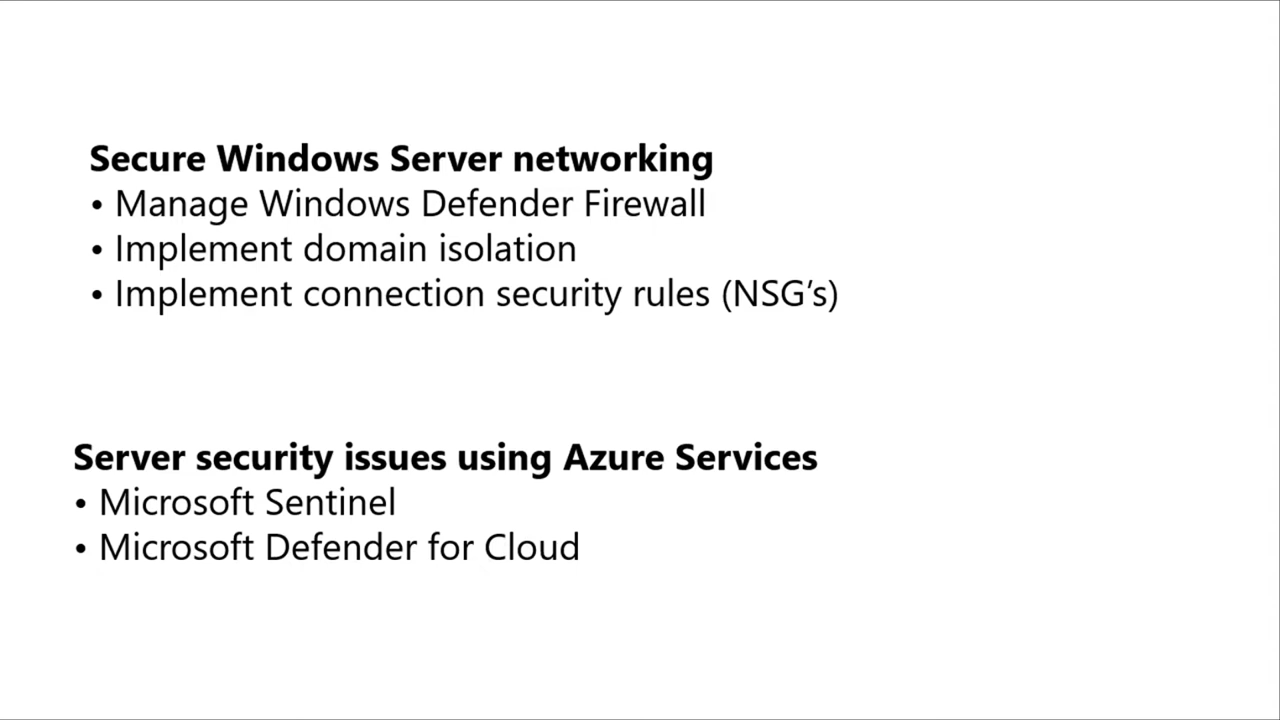 Secure Windows Server networking
• Manage Windows Defender Firewall
• Implement domain isolation
• Implement connection security rules (NSG’s)
Server security issues using Azure Services
• Microsoft Sentinel
• Microsoft Defender for Cloud